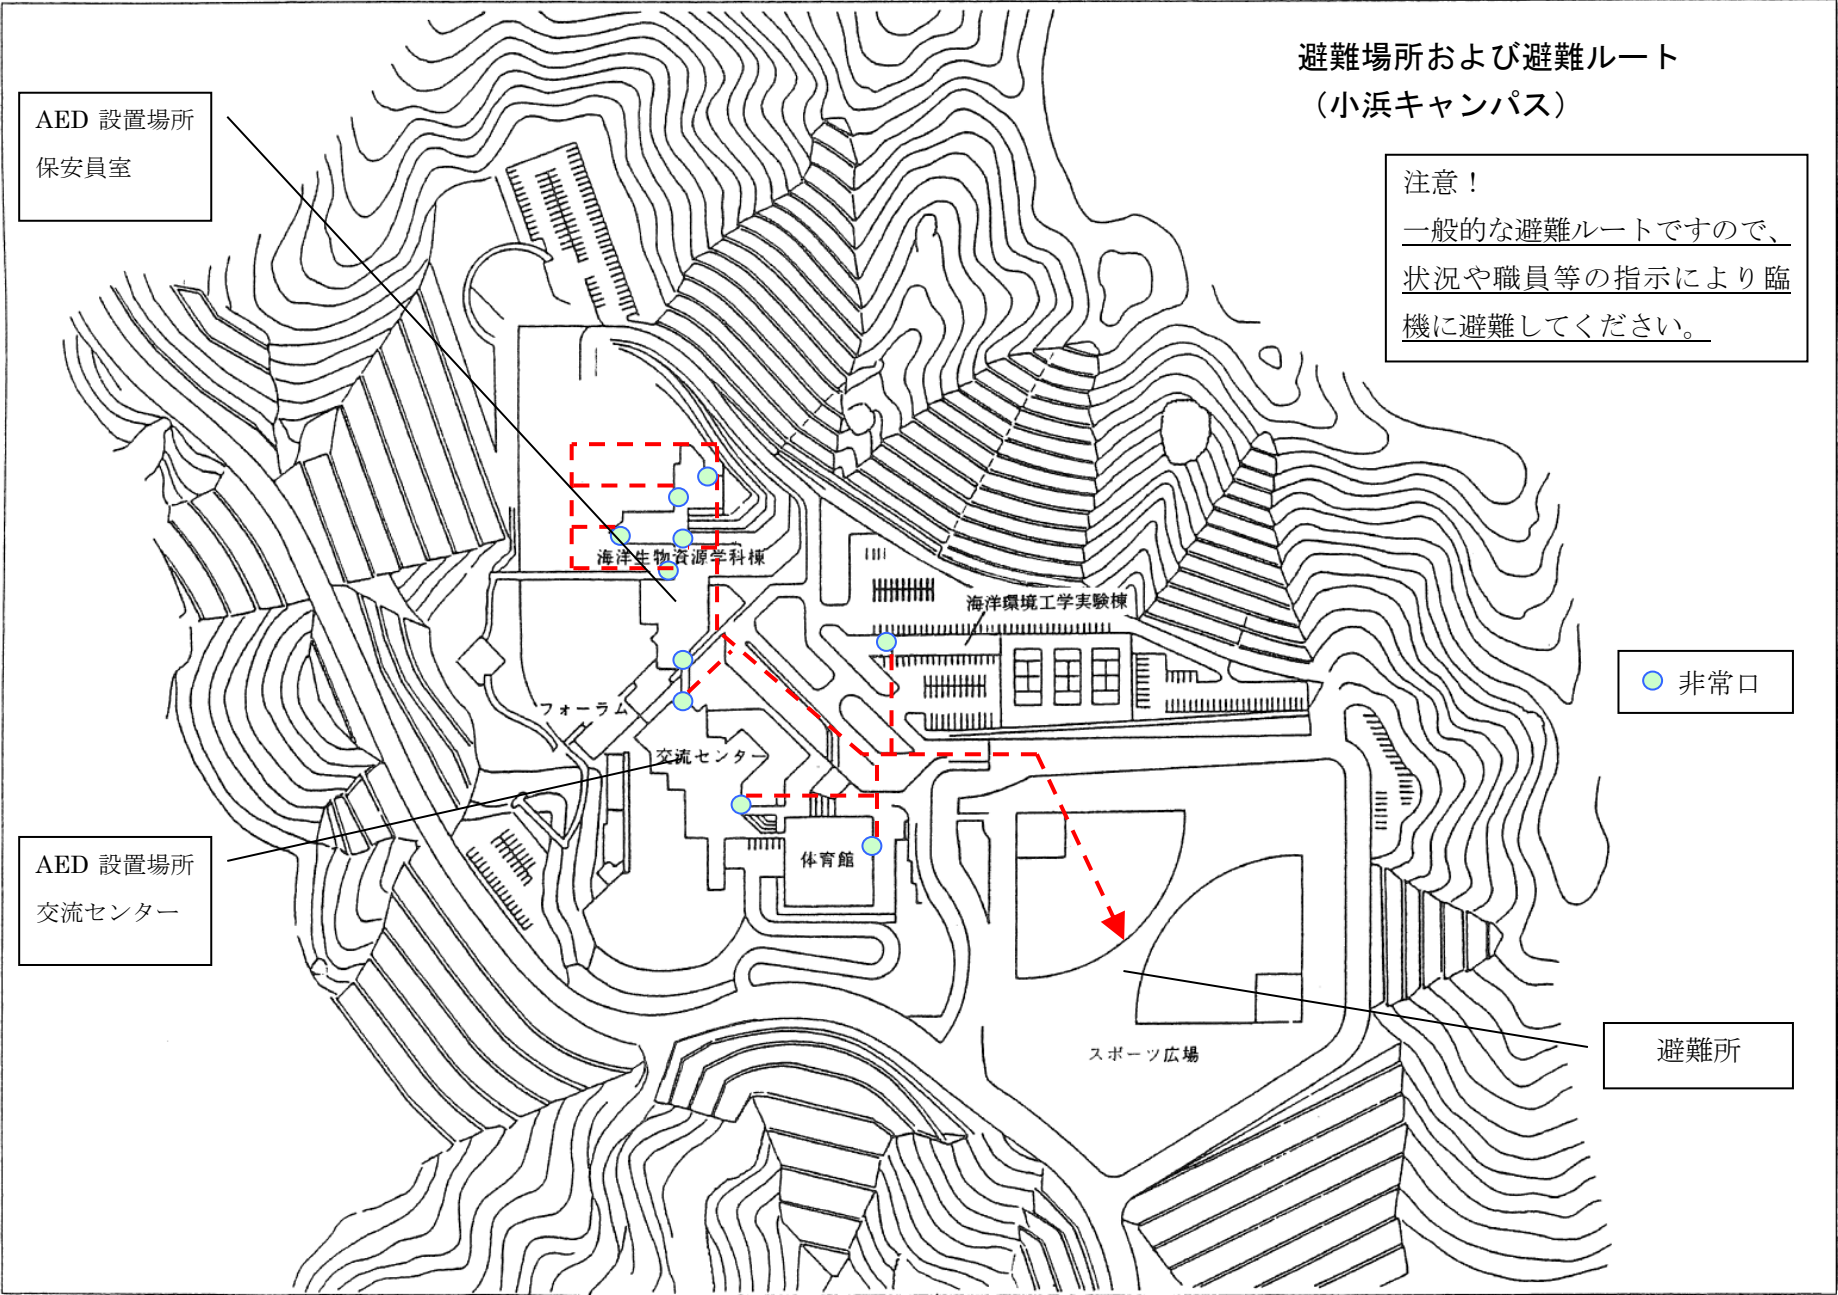 避難場所および避難ルート
（小浜キャンパス）
AED 設置場所
保安員室
注意！
一般的な避難ルートですので、
状況や職員等の指示により臨
機に避難してください。
海洋生物資源学科棟
海洋環境工学実験棟
非常口
フォーラム
交流センター
体育館
AED 設置場所
交流センター
スポーツ広場
避難所